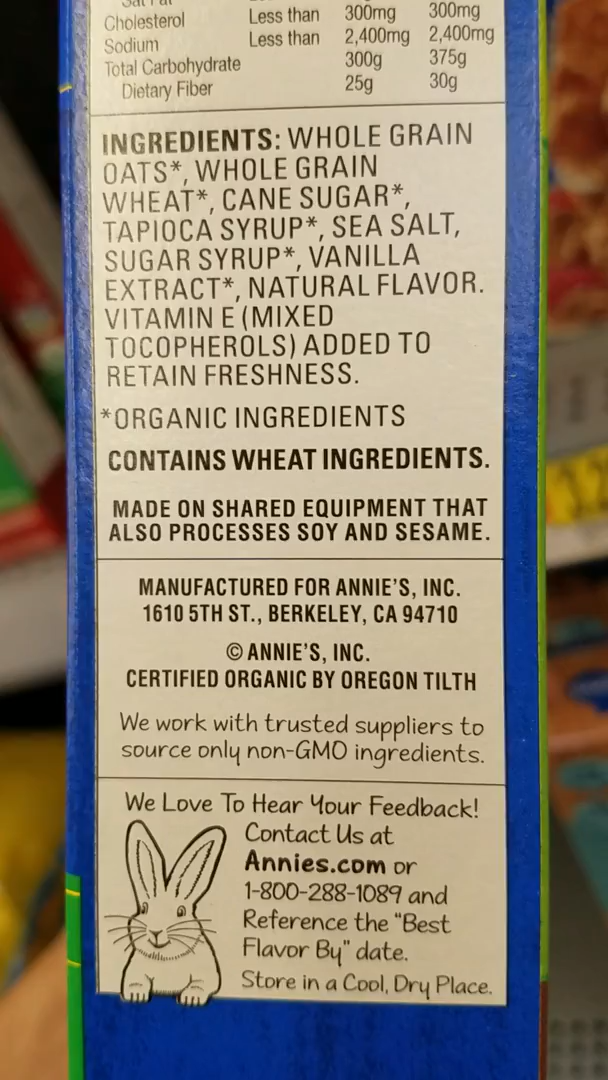 Sat Fat
Cholesterol Less than 300mg 300mg
Sodium Less than 2,400mg 2,400mg
Total Carbohydrate 300g 375g
Dietary Fiber 25g 30g
INGREDIENTS: WHOLE GRAIN
OATS*, WHOLE GRAIN
WHEAT*, CANE SUGAR*,
TAPIOCA SYRUP*, SEA SALT,
SUGAR SYRUP*, VANILLA
EXTRACT*, NATURAL FLAVOR.
VITAMIN E (MIXED
TOCOPHEROLS) ADDED TO
RETAIN FRESHNESS.
*ORGANIC INGREDIENTS
CONTAINS WHEAT INGREDIENTS.
MADE ON SHARED EQUIPMENT THAT
ALSO PROCESSES SOY AND SESAME.
MANUFACTURED FOR ANNIE'S, INC.
1610 5TH ST., BERKELEY, CA 94710
© ANNIE'S, INC.
CERTIFIED ORGANIC BY OREGON TILTH
We work with trusted suppliers to
source only non-GMO ingredients.
We Love To Hear Your Feedback!
Contact Us at
Annies.com or
1-800-288-1089 and
Reference the "Best
Flavor By" date.
Store in a Cool, Dry Place.